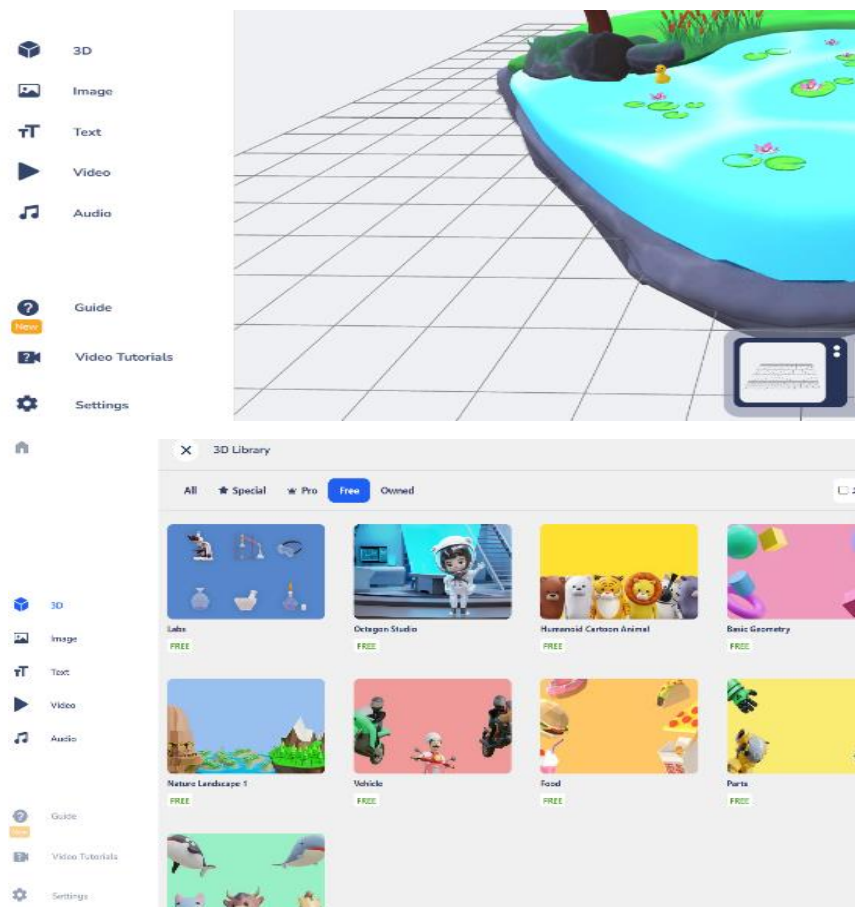 3D
Image
Text
Video
Audio
Guide
New
Video Tutorials
Settings
3D Library
All Special Pro Free Owned
3D
Image
Text
Video
Audio
Guide
New
Video Tutorials
Settings
Labs Octagon Studio Humanoid Cartoon Animal Basic Geometry
FREE FREE FREE FREE
Nature Landscape 1 Vehicle Food Parts
FREE FREE FREE FREE